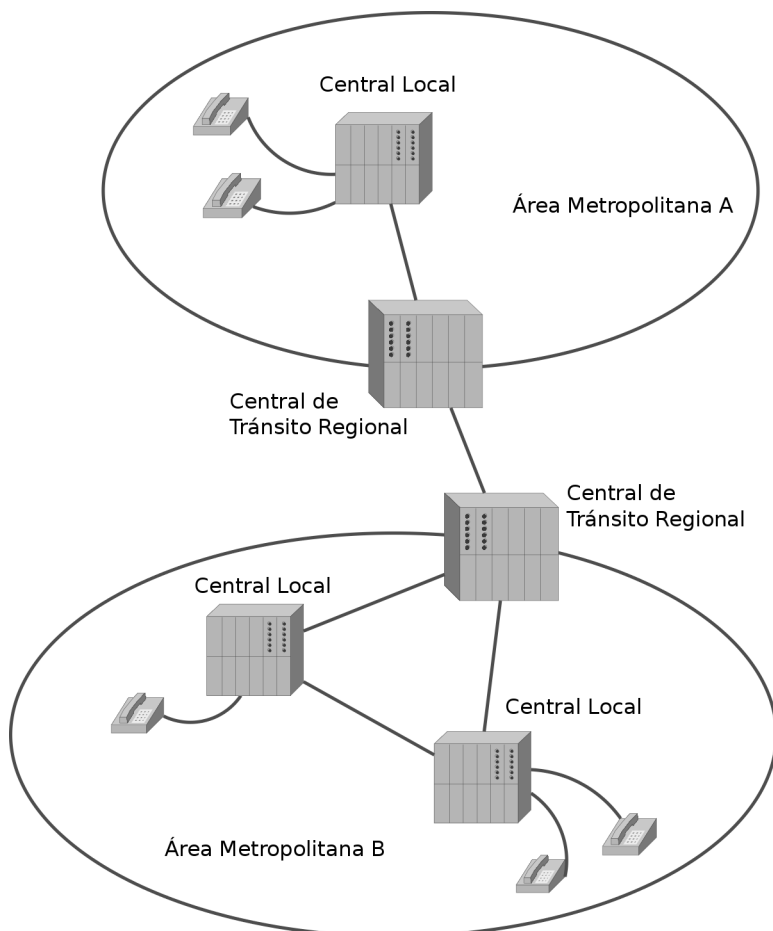 Central Local
Área Metropolitana A
Central de
Tránsito Regional
Central de
Tránsito Regional
Central Local
Central Local
Área Metropolitana B